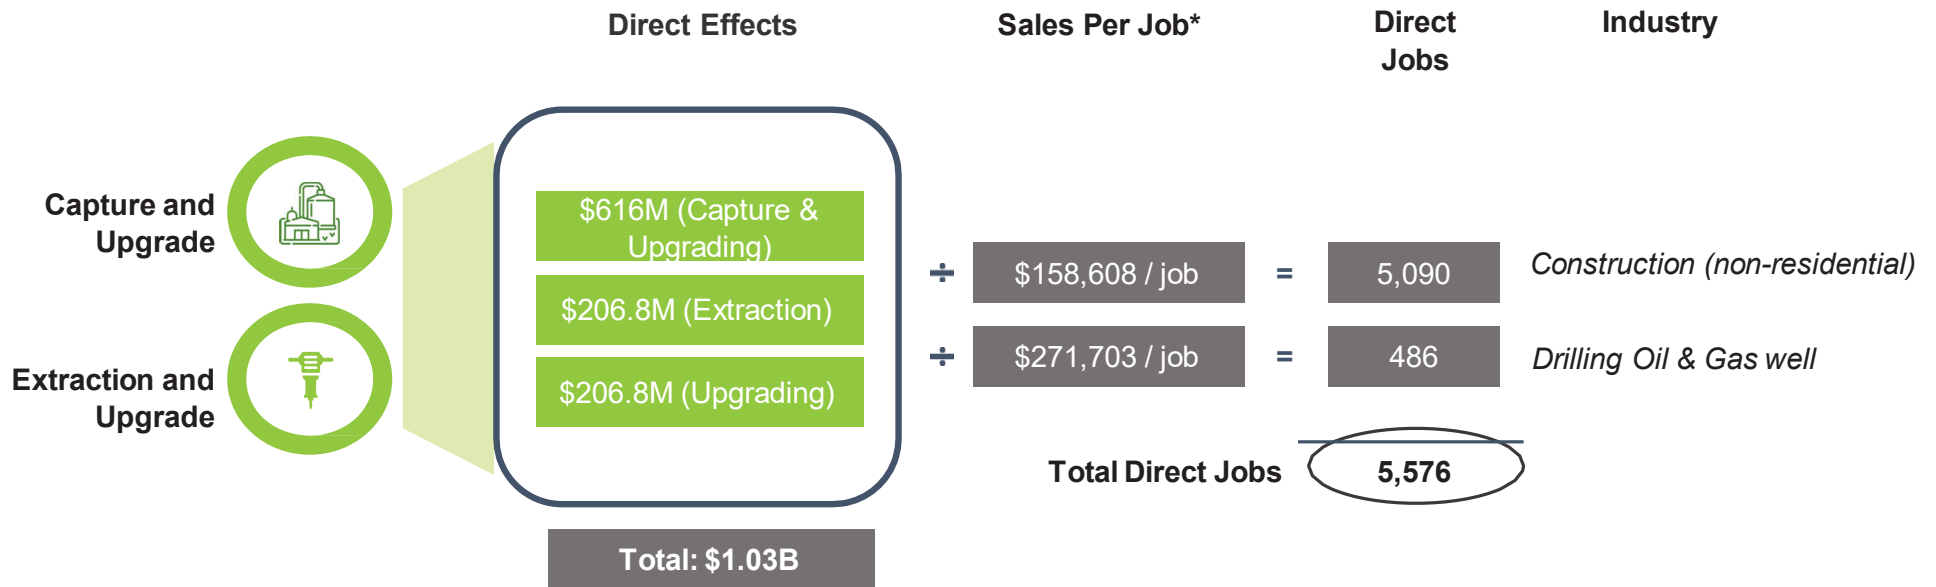 Direct Effects
Sales Per Job*
Direct
Jobs
Industry
Capture and
Upgrade
Extraction and
Upgrade
$616M (Capture &
Upgrading)
$206.8M (Extraction)
$206.8M (Upgrading)
Total: $1.03B
÷ $158,608 / job = 5,090 Construction (non-residential)
÷ $271,703 / job = 486 Drilling Oil & Gas well
Total Direct Jobs 5,576